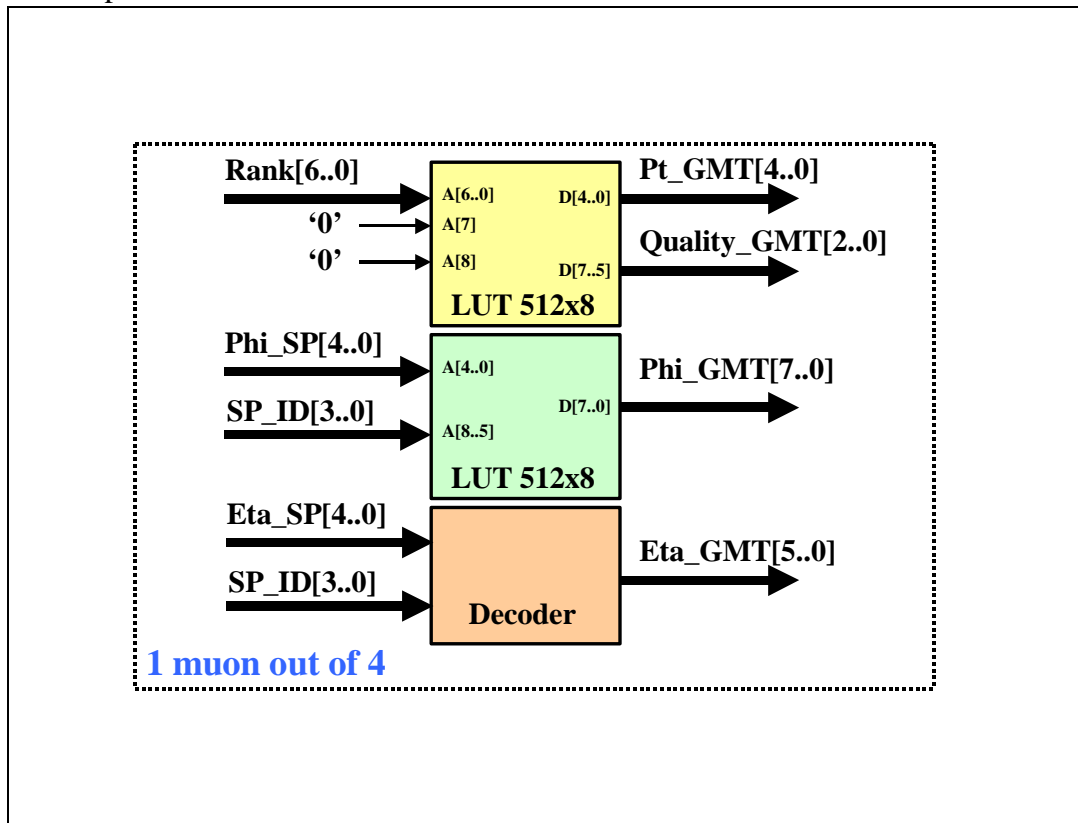 Rank[6..0]
A[6..0]
D[4..0]
Pt_GMT[4..0]
‘0’
A[7]
‘0’
A[8]
D[7..5]
Quality_GMT[2..0]
LUT 512x8
Phi_SP[4..0]
A[4..0]
Phi_GMT[7..0]
D[7..0]
SP_ID[3..0]
A[8..5]
LUT 512x8
Eta_SP[4..0]
Eta_GMT[5..0]
SP_ID[3..0]
Decoder
1 muon out of 4